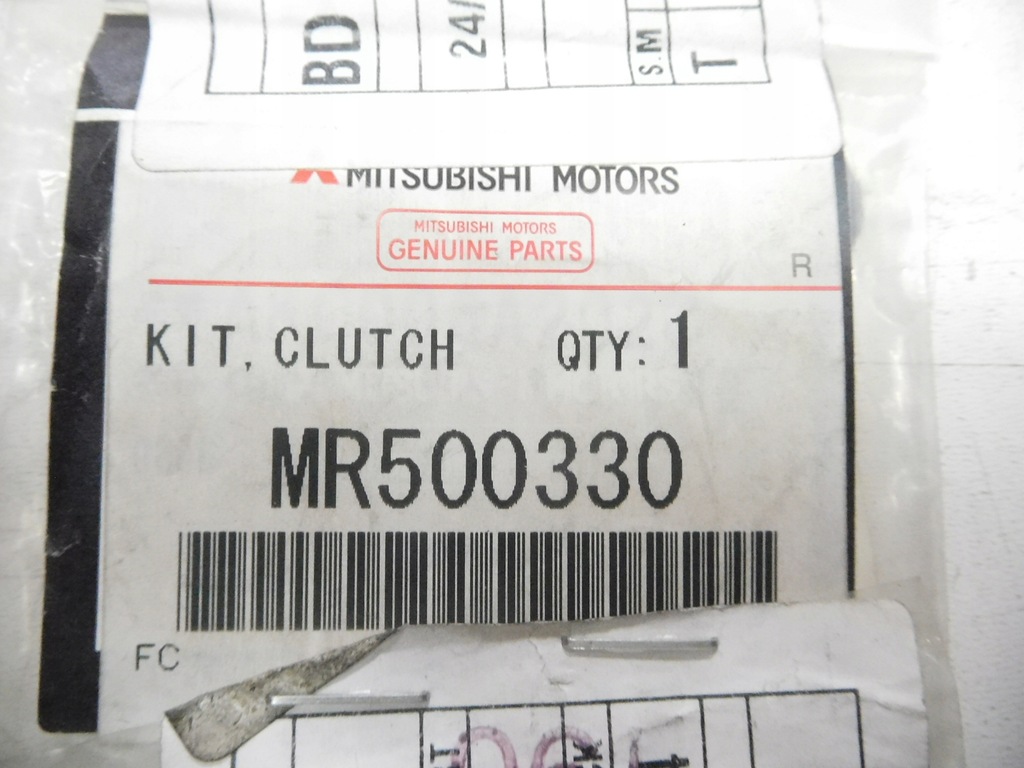 BD
24/
S.M
T
MITSUBISHI MOTORS
MITSUBISHI MOTORS
GENUINE PARTS
R
KIT, CLUTCH QTY: 1
MR500330
FC